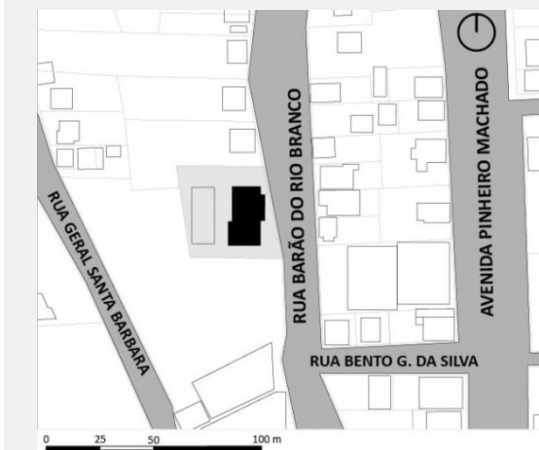 RUA BARÃO DO RIO BRANCO
AVENIDA PINHEIRO MACHADO
RUA GERAL SANTA BARBARA
RUA BENTO G. DA SILVA
0 25 50 100 m